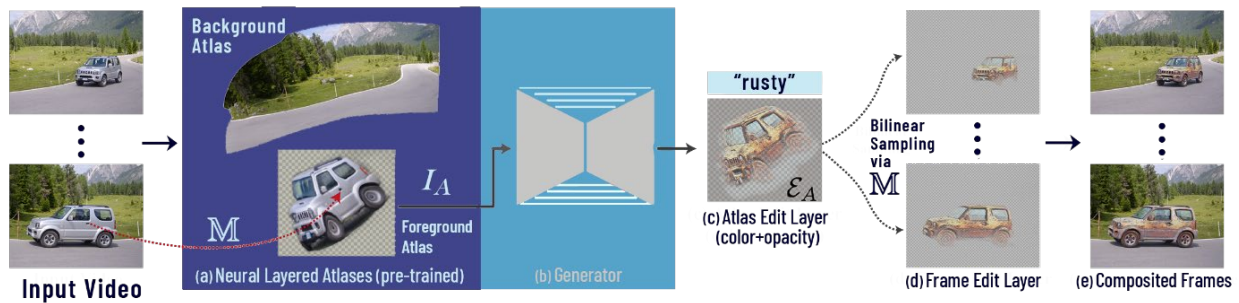 Input Video
Background
Atlas
𝕄
I_A
Foreground
Atlas
(a) Neural Layered Atlases (pre-trained)
(b) Generator
“rusty”
ℰ_A
(c) Atlas Edit Layer
(color+opacity)
Bilinear
Sampling
via
𝕄
(d) Frame Edit Layer
(e) Composited Frames